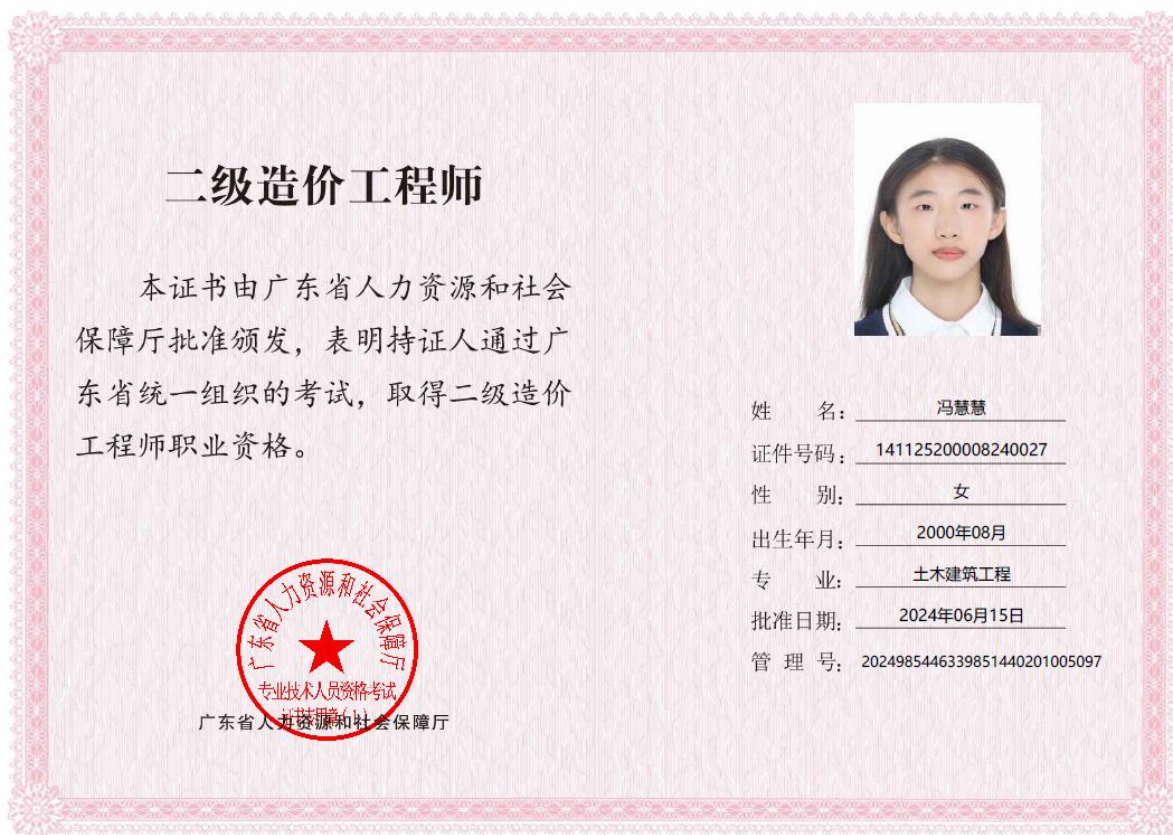 二级造价工程师
本证书由广东省人力资源和社会
保障厅批准颁发，表明持证人通过广
东省统一组织的考试，取得二级造价
工程师职业资格。
广东省人力资源和社会保障厅
专业技术人员资格考试
证书专用章(1)
广东省人力资源和社会保障厅
姓 名：冯慧慧
证件号码：141125200008240027
性 别：女
出生年月：2000年08月
专 业：土木建筑工程
批准日期：2024年06月15日
管 理 号：2024985446339851440201005097